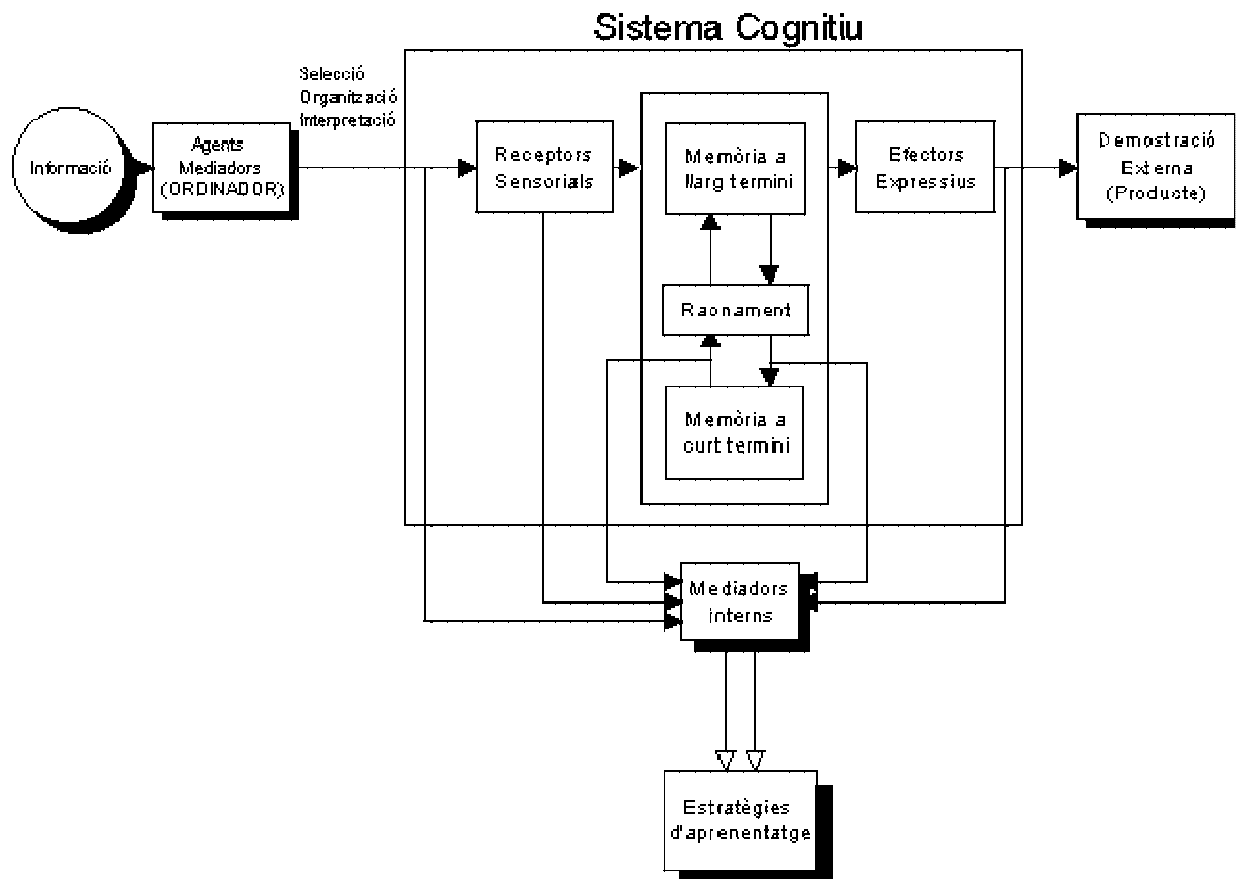 Sistema Cognitiu
Selecció
Organització
Interpretació
Informació
Agents
Mediadors
(ORDINADOR)
Receptors
Sensorials
Memòria a
llarg termini
Efectors
Expressius
Demostració
Externa
(Producte)
Raonament
Memòria a
curt termini
Mediadors
interns
Estratègies
d'aprenentatge